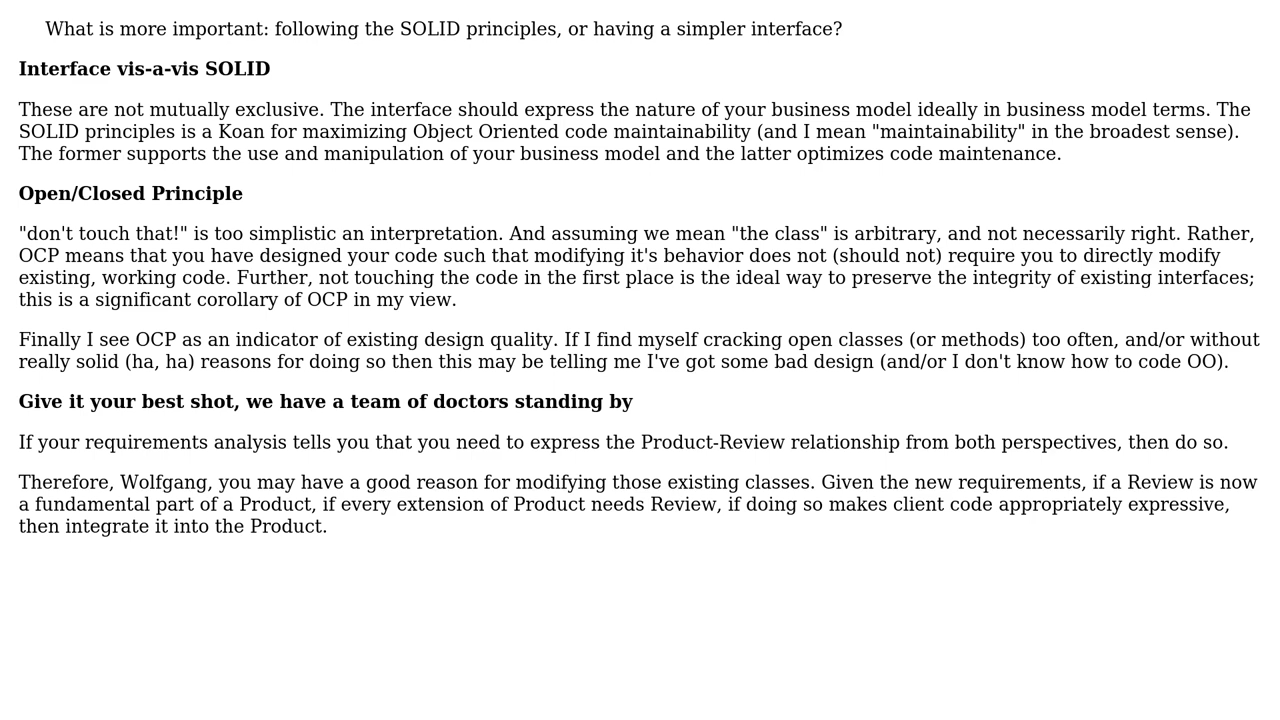 What is more important: following the SOLID principles, or having a simpler interface?
Interface vis-a-vis SOLID
These are not mutually exclusive. The interface should express the nature of your business model ideally in business model terms. The
SOLID principles is a Koan for maximizing Object Oriented code maintainability (and I mean "maintainability" in the broadest sense).
The former supports the use and manipulation of your business model and the latter optimizes code maintenance.
Open/Closed Principle
"don't touch that!" is too simplistic an interpretation. And assuming we mean "the class" is arbitrary, and not necessarily right. Rather,
OCP means that you have designed your code such that modifying it's behavior does not (should not) require you to directly modify
existing, working code. Further, not touching the code in the first place is the ideal way to preserve the integrity of existing interfaces;
this is a significant corollary of OCP in my view.
Finally I see OCP as an indicator of existing design quality. If I find myself cracking open classes (or methods) too often, and/or without
really solid (ha, ha) reasons for doing so then this may be telling me I've got some bad design (and/or I don't know how to code OO).
Give it your best shot, we have a team of doctors standing by
If your requirements analysis tells you that you need to express the Product-Review relationship from both perspectives, then do so.
Therefore, Wolfgang, you may have a good reason for modifying those existing classes. Given the new requirements, if a Review is now
a fundamental part of a Product, if every extension of Product needs Review, if doing so makes client code appropriately expressive,
then integrate it into the Product.